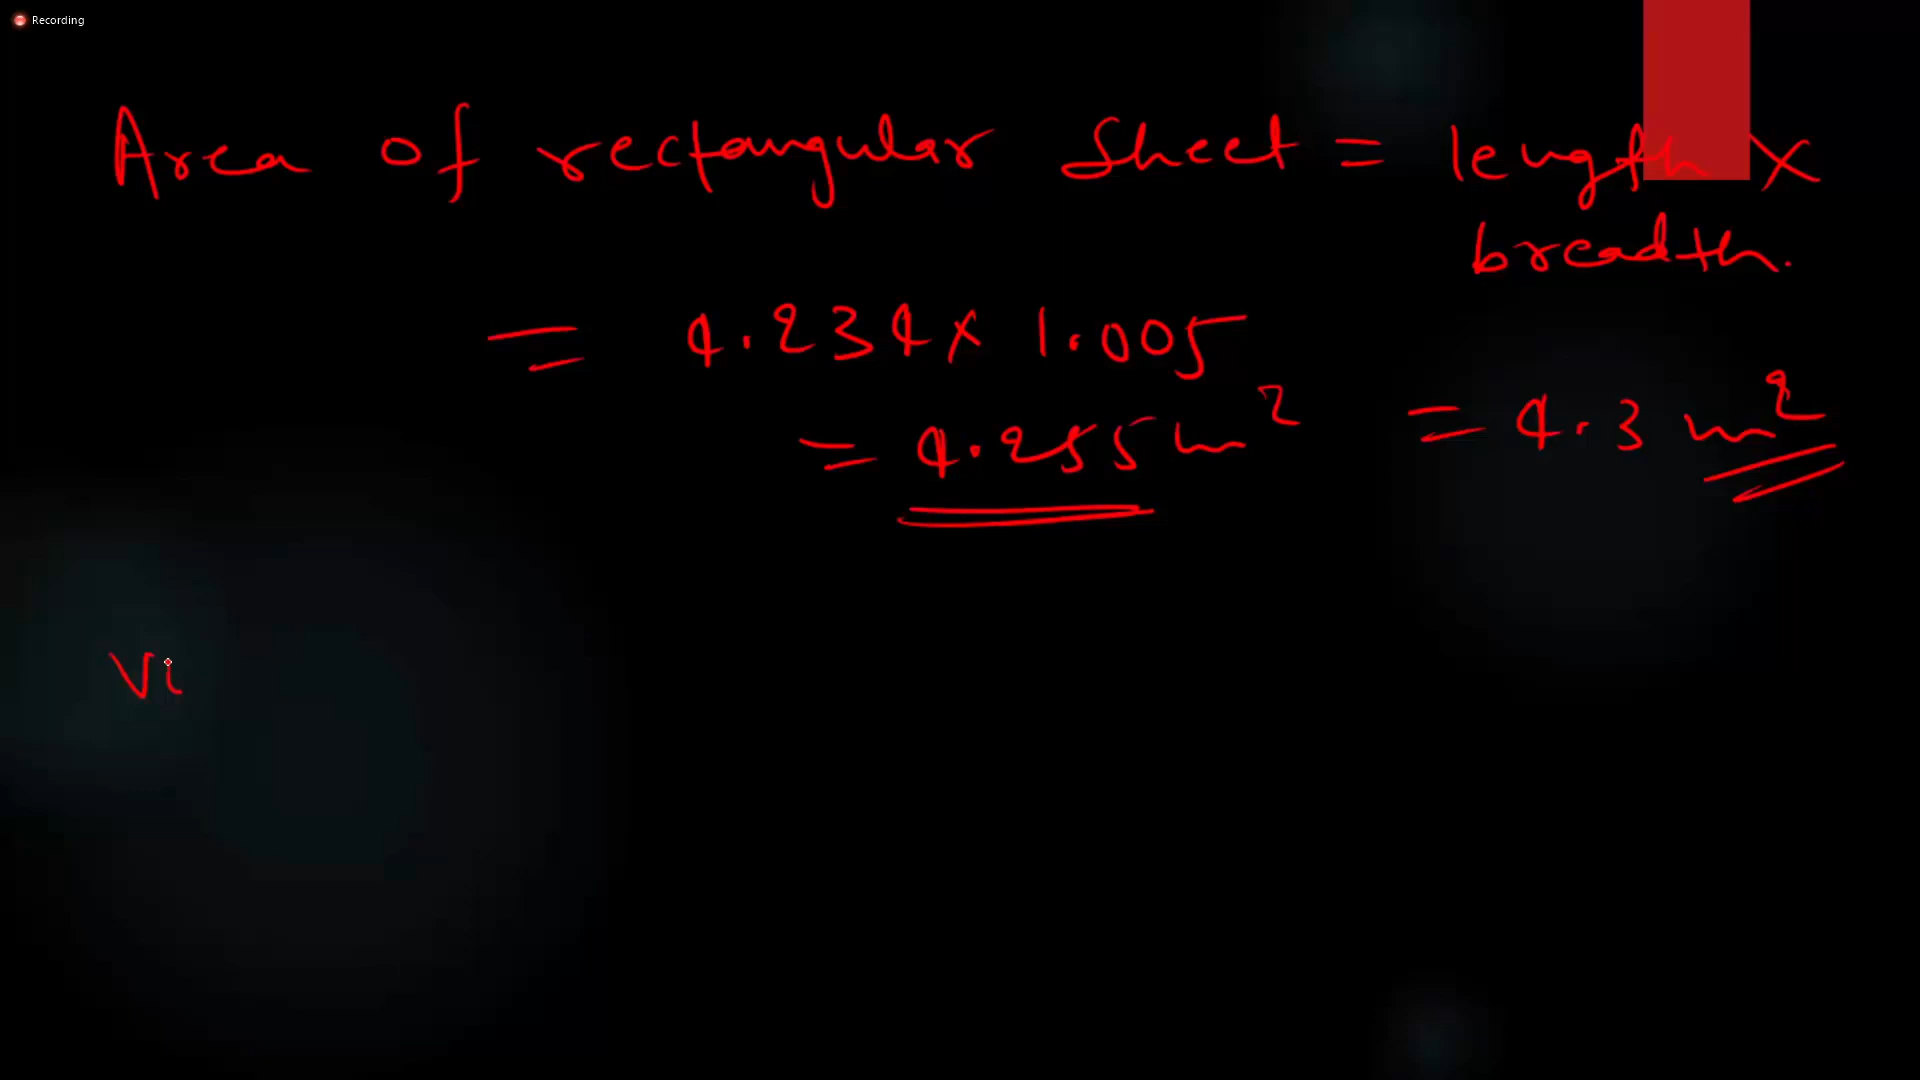 Recording
Area of rectangular sheet = length ×
breadth.
= 4.234 × 1.005
= 4.255 m² = 4.3 m²
Vi